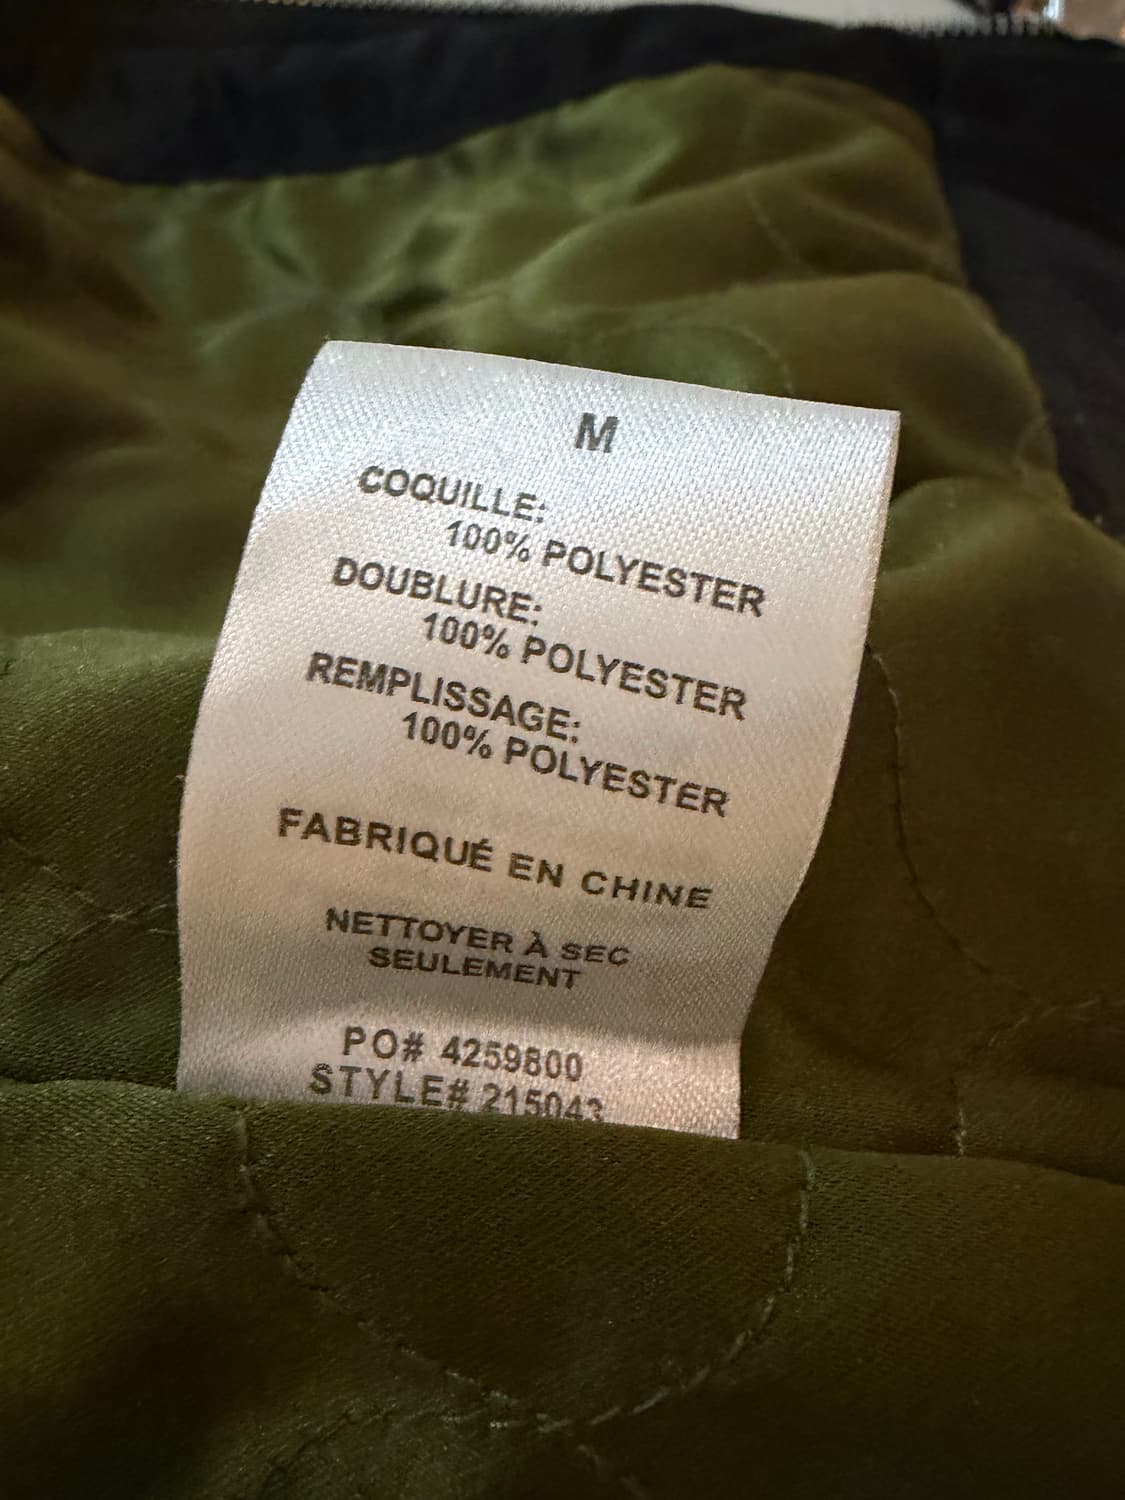 M
COQUILLE:
100% POLYESTER
DOUBLURE:
100% POLYESTER
REMPLISSAGE:
100% POLYESTER
FABRIQUÉ EN CHINE
NETTOYER À SEC
SEULEMENT
PO# 4259800
STYLE# 215043